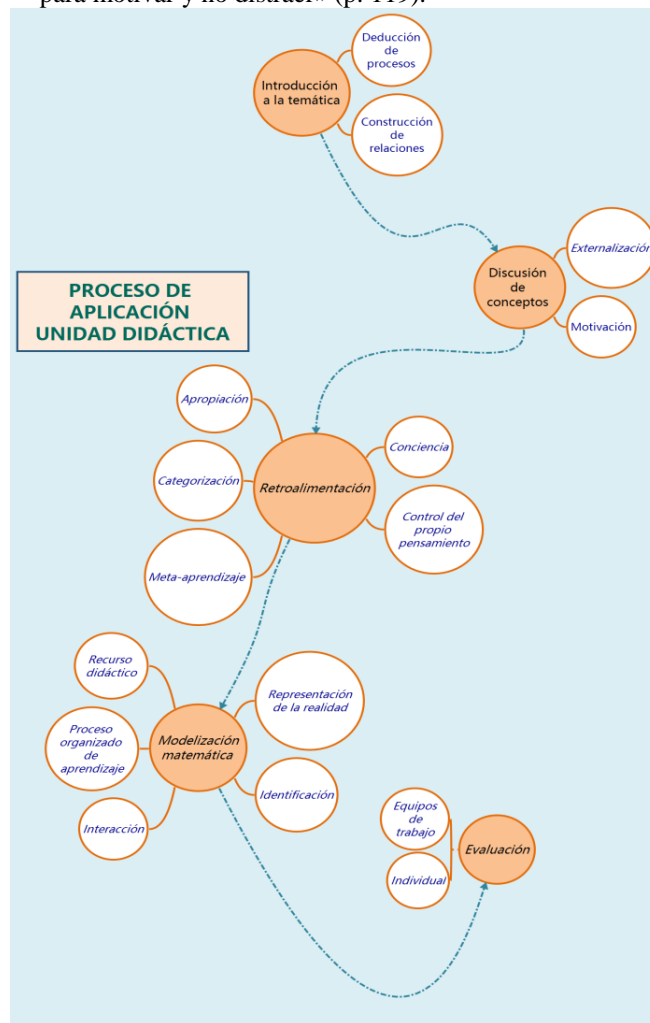 para motivar y no distraer» (p. 119).
Deducción
de
procesos
Introducción
a la temática
Construcción
de
relaciones
Externalización
Discusión
de
conceptos
Motivación
PROCESO DE
APLICACIÓN
UNIDAD DIDÁCTICA
Apropiación
Conciencia
Categorización
Retroalimentación
Control del
propio
pensamiento
Meta-aprendizaje
Recurso
didáctico
Representación
de la realidad
Proceso
organizado
de
aprendizaje
Modelización
matemática
Identificación
Interacción
Equipos
de
trabajo
Evaluación
Individual